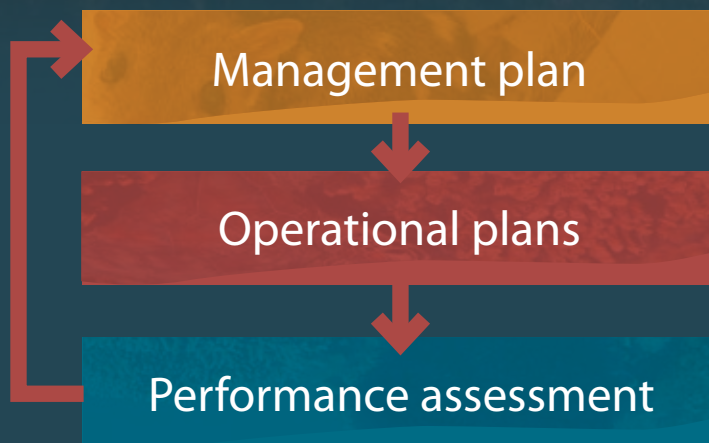 Management plan
Operational plans
Performance assessment